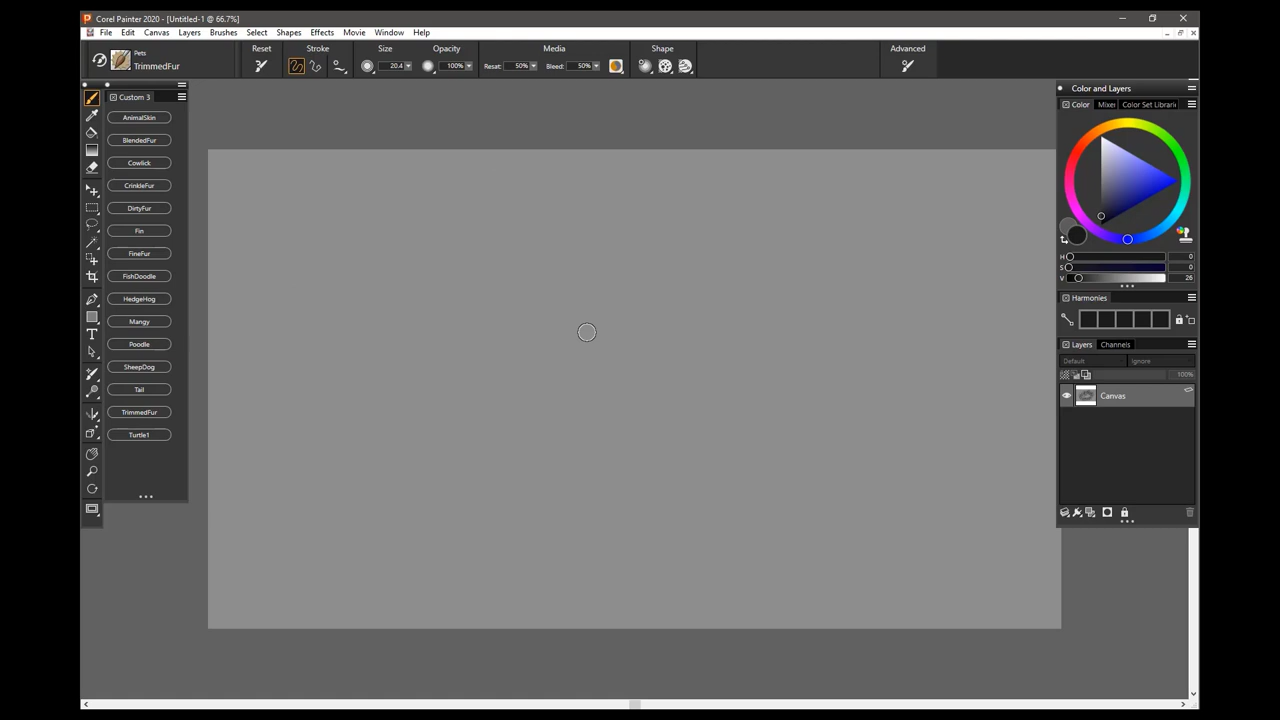 Corel Painter 2020 - [Untitled-1 @ 66.7%]
File Edit Canvas Layers Brushes Select Shapes Effects Movie Window Help
Pets
TrimmedFur
Reset
Stroke
Size
20.4
Opacity
100%
Media
Resat: 50%
Bleed: 50%
Shape
Advanced
Custom 3
AnimalSkin
BlendedFur
Cowlick
CrinkleFur
DirtyFur
Fin
FineFur
FishDoodle
HedgeHog
Mangy
Poodle
SheepDog
Tail
TrimmedFur
Turtle1
T
Color and Layers
Color Mixer Color Set Librari
H 0
S 0
V 26
Harmonies
Layers Channels
Default Ignore
100%
Canvas